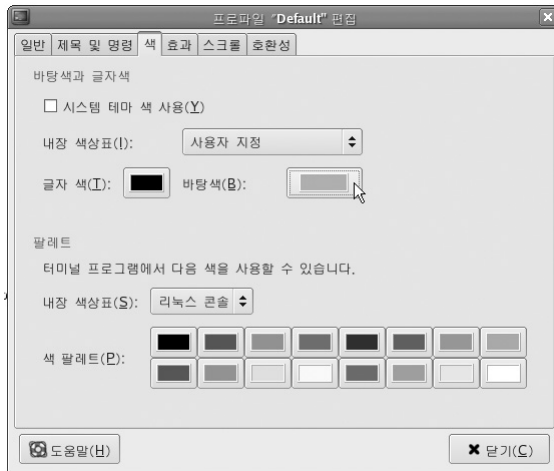 프로파일 "Default" 편집
일반 제목 및 명령 색 효과 스크롤 호환성
바탕색과 글자색
시스템 테마 색 사용(Y)
내장 색상표(I): 사용자 지정
글자 색(T): 바탕색(B):
팔레트
터미널 프로그램에서 다음 색을 사용할 수 있습니다.
내장 색상표(S): 리눅스 콘솔
색 팔레트(P):
도움말(H) 닫기(C)